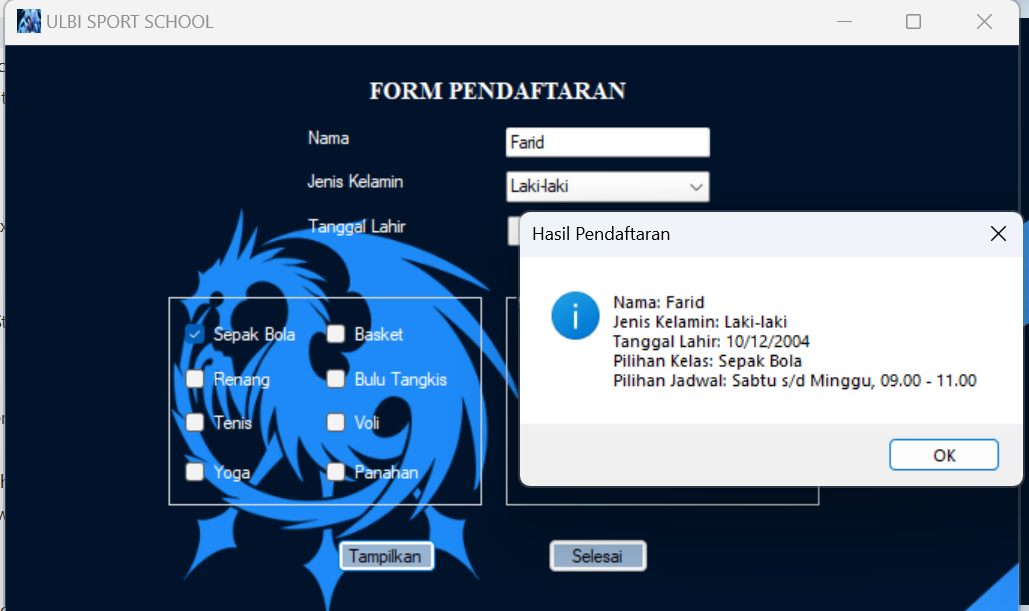 ULBI SPORT SCHOOL
FORM PENDAFTARAN
Nama
Farid
Jenis Kelamin
Laki-laki
Tanggal Lahir
Hasil Pendaftaran
Nama: Farid
Jenis Kelamin: Laki-laki
Tanggal Lahir: 10/12/2004
Pilihan Kelas: Sepak Bola
Pilihan Jadwal: Sabtu s/d Minggu, 09.00 - 11.00
OK
Sepak Bola
Basket
Renang
Bulu Tangkis
Tenis
Voli
Yoga
Panahan
Tampilkan
Selesai